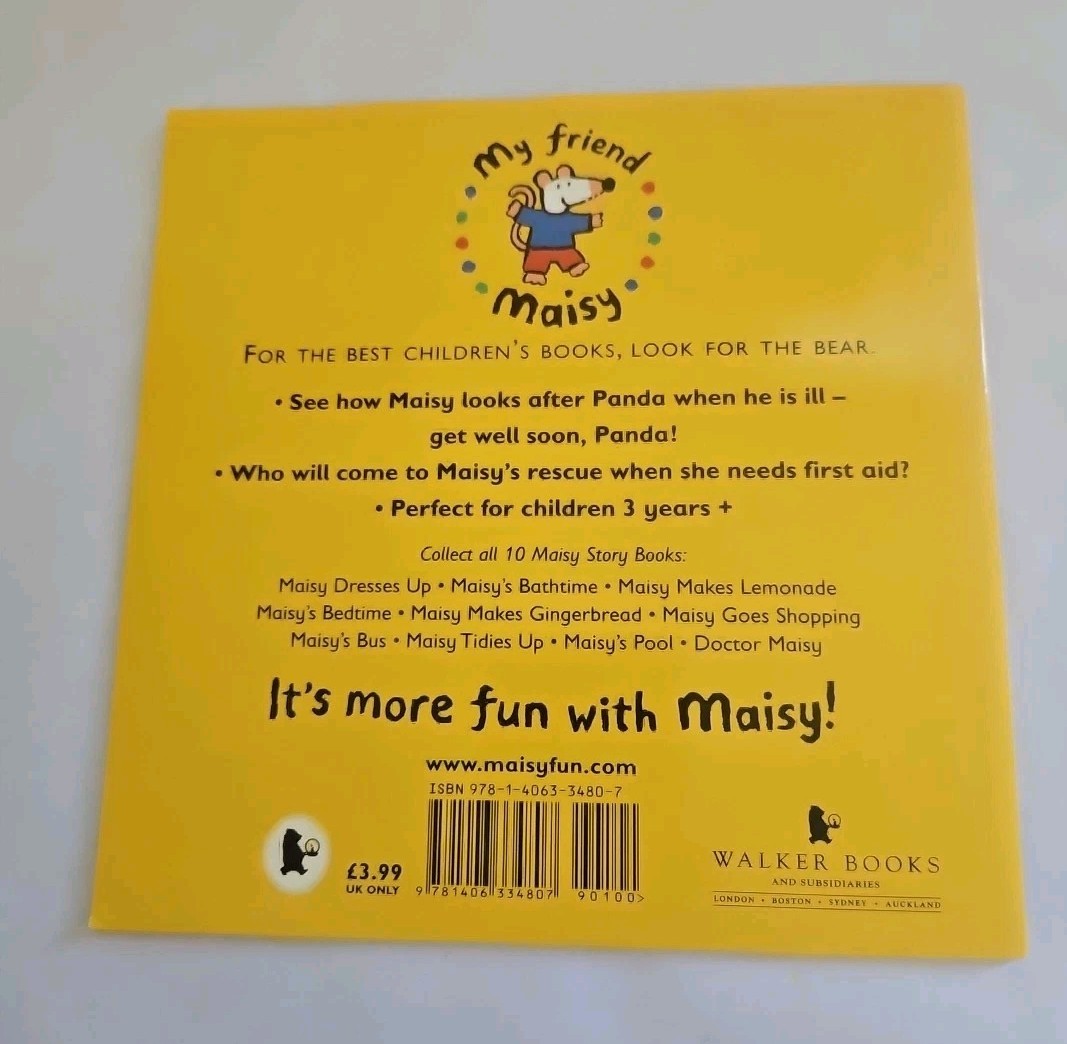 My friend
Maisy
FOR THE BEST CHILDREN'S BOOKS, LOOK FOR THE BEAR.
• See how Maisy looks after Panda when he is ill –
get well soon, Panda!
• Who will come to Maisy's rescue when she needs first aid?
• Perfect for children 3 years +
Collect all 10 Maisy Story Books:
Maisy Dresses Up • Maisy's Bathtime • Maisy Makes Lemonade
Maisy's Bedtime • Maisy Makes Gingerbread • Maisy Goes Shopping
Maisy's Bus • Maisy Tidies Up • Maisy's Pool • Doctor Maisy
It's more fun with Maisy!
www.maisyfun.com
ISBN 978-1-4063-3480-7
£3.99
UK ONLY
9 781406 334807
90100>
WALKER BOOKS
AND SUBSIDIARIES
LONDON • BOSTON • SYDNEY • AUCKLAND